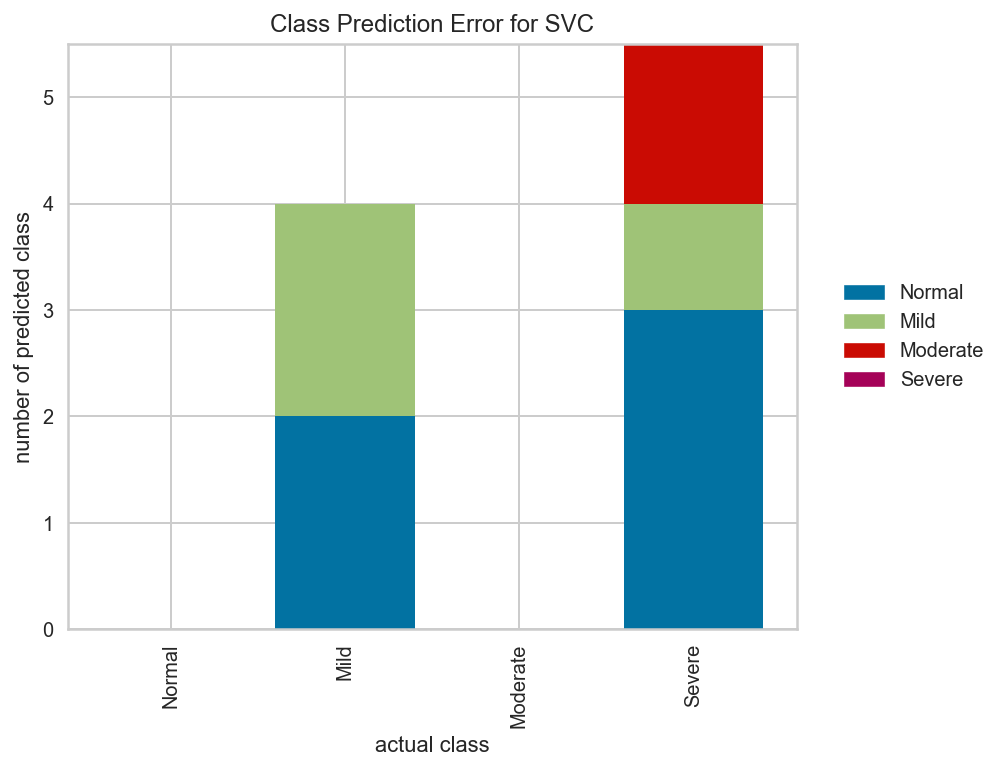 Class Prediction Error for SVC
number of predicted class
5
4
3
2
1
0
Normal
Mild
Moderate
Severe
actual class
Normal
Mild
Moderate
Severe